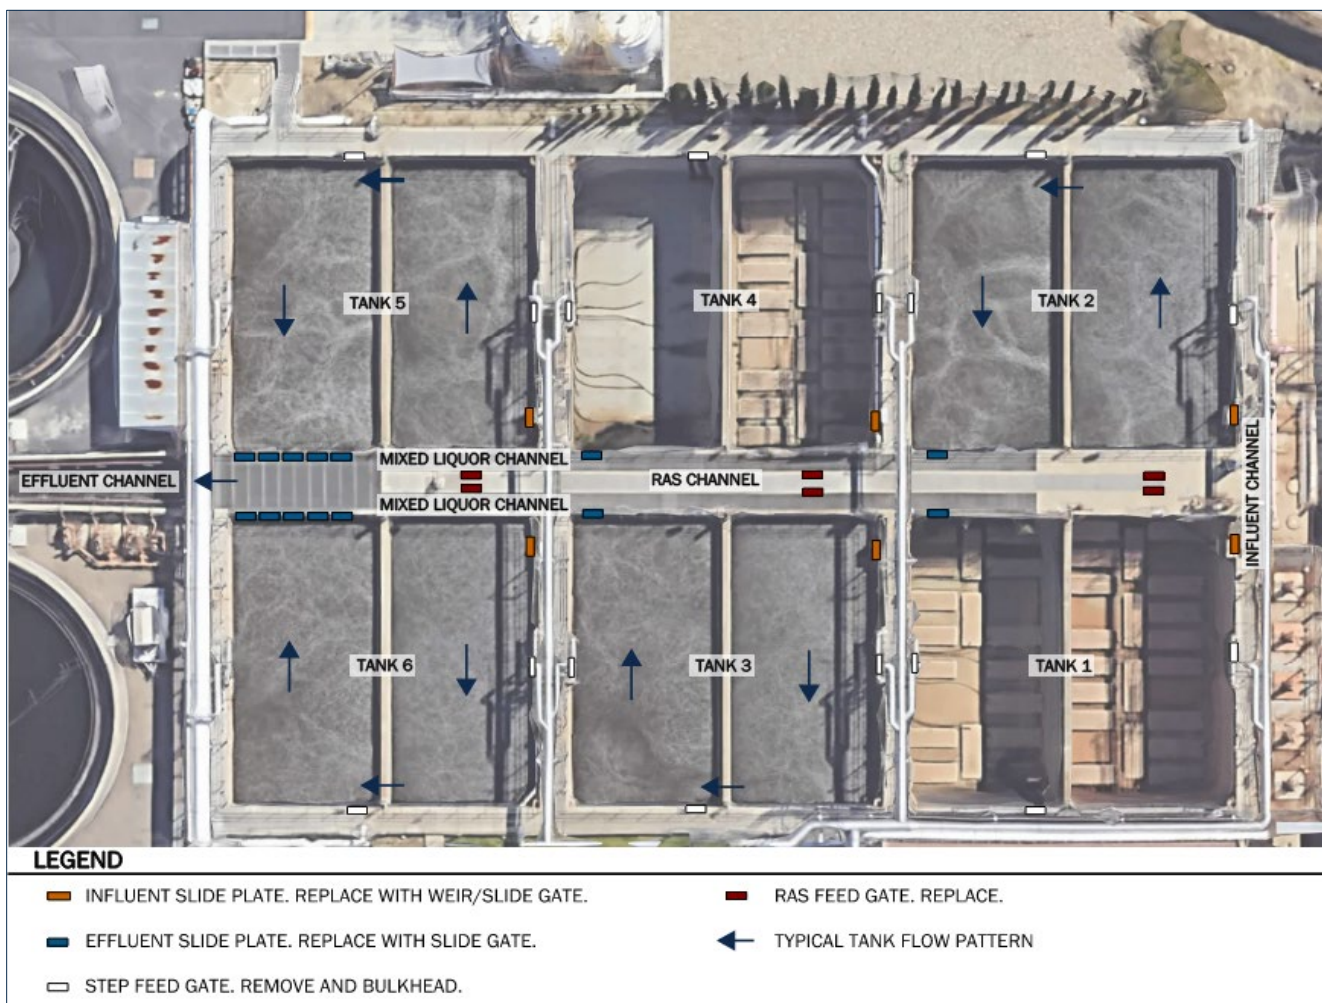 TANK 5
TANK 4
TANK 2
MIXED LIQUOR CHANNEL
EFFLUENT CHANNEL
RAS CHANNEL
MIXED LIQUOR CHANNEL
INFLUENT CHANNEL
TANK 6
TANK 3
TANK 1
LEGEND
INFLUENT SLIDE PLATE. REPLACE WITH WEIR/SLIDE GATE.
RAS FEED GATE. REPLACE.
EFFLUENT SLIDE PLATE. REPLACE WITH SLIDE GATE.
TYPICAL TANK FLOW PATTERN
STEP FEED GATE. REMOVE AND BULKHEAD.